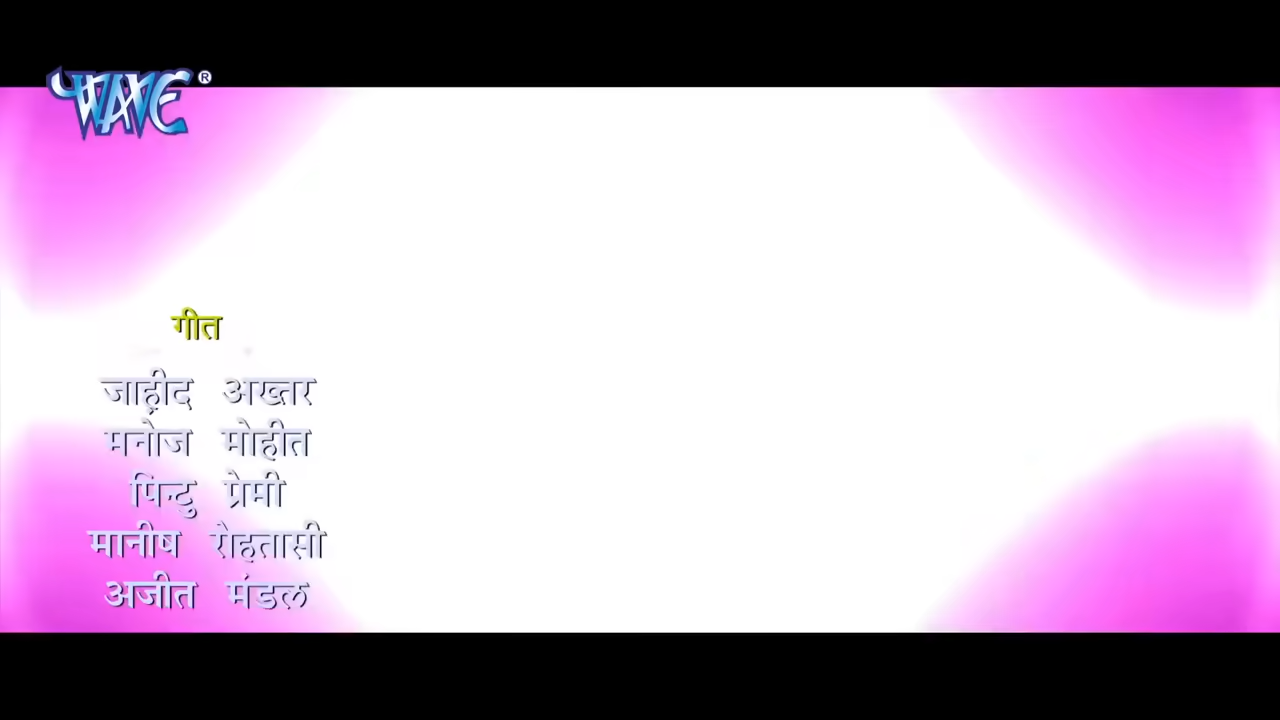 WAVE ®
गीत
जाहीद अख्तर
मनोज मोहीत
पिन्टु प्रेमी
मानीष रोहतासी
अजीत मंडल